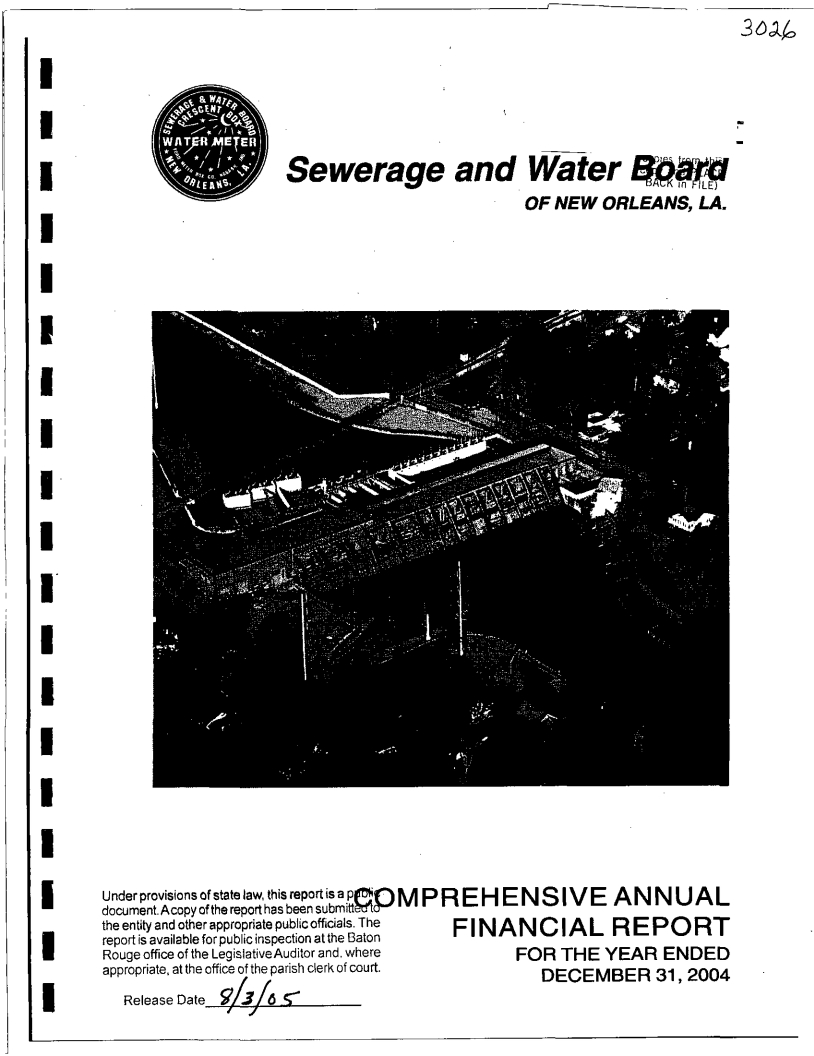 3026
SEWERAGE & WATER BOARD
CRESCENT BOX
WATER METER
NEW ORLEANS, LA.
Sewerage and Water Board
BACK in FILE)
OF NEW ORLEANS, LA.
Under provisions of state law, this report is a public
document. A copy of the report has been submitted to
the entity and other appropriate public officials. The
report is available for public inspection at the Baton
Rouge office of the Legislative Auditor and, where
appropriate, at the office of the parish clerk of court.
Release Date 8/3/05
COMPREHENSIVE ANNUAL
FINANCIAL REPORT
FOR THE YEAR ENDED
DECEMBER 31, 2004